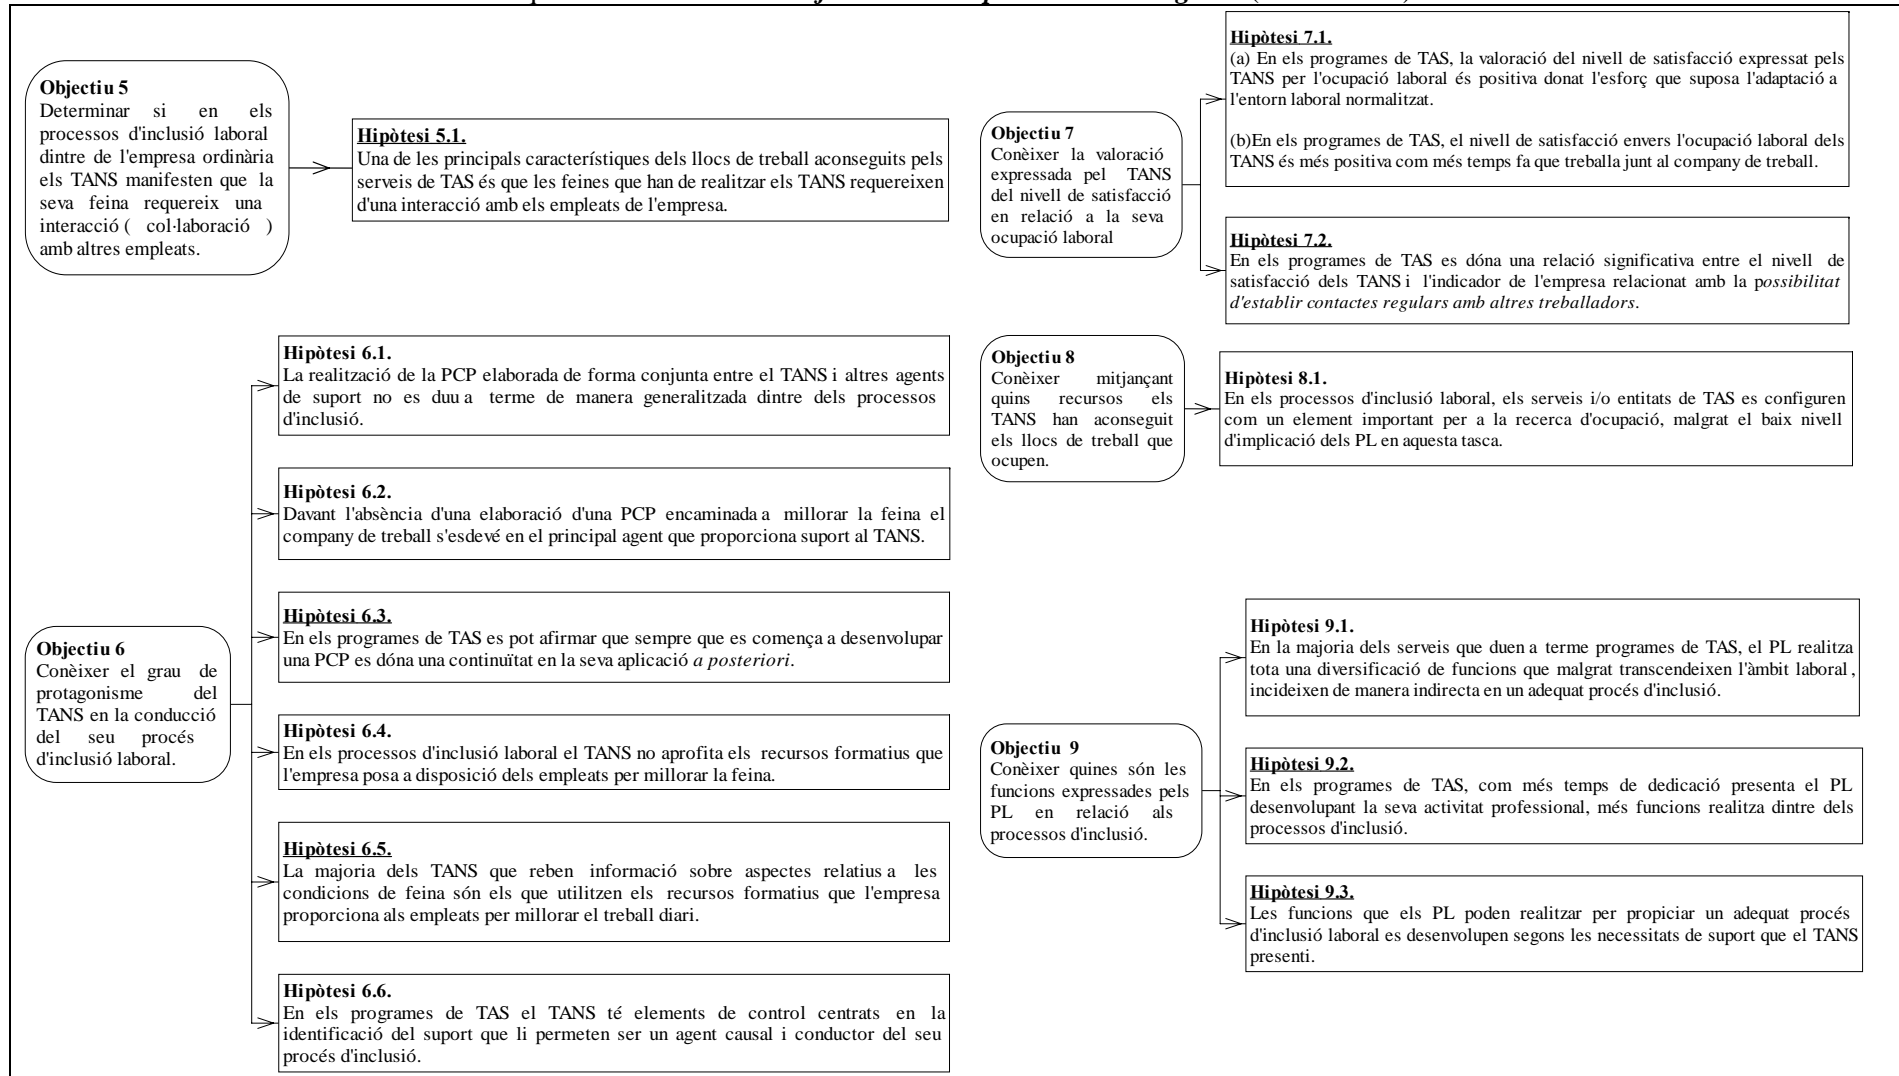 Objectiu 5
Determinar si en els
processos d'inclusió laboral
dintre de l'empresa ordinària
els TANS manifesten que la
seva feina requereix una
interacció ( col·laboració )
amb altres empleats.
Hipòtesi 5.1.
Una de les principals característiques dels llocs de treball aconseguits pels
serveis de TAS és que les feines que han de realitzar els TANS requereixen
d'una interacció amb els empleats de l'empresa.
Objectiu 6
Conèixer el grau de
protagonisme del
TANS en la conducció
del seu procés
d'inclusió laboral.
Hipòtesi 6.1.
La realització de la PCP elaborada de forma conjunta entre el TANS i altres agents
de suport no es duu a terme de manera generalitzada dintre dels processos
d'inclusió.
Hipòtesi 6.2.
Davant l'absència d'una elaboració d'una PCP encaminada a millorar la feina el
company de treball s'esdevé en el principal agent que proporciona suport al TANS.
Hipòtesi 6.3.
En els programes de TAS es pot afirmar que sempre que es comença a desenvolupar
una PCP es dóna una continuïtat en la seva aplicació a posteriori.
Hipòtesi 6.4.
En els processos d'inclusió laboral el TANS no aprofita els recursos formatius que
l'empresa posa a disposició dels empleats per millorar la feina.
Hipòtesi 6.5.
La majoria dels TANS que reben informació sobre aspectes relatius a les
condicions de feina són els que utilitzen els recursos formatius que l'empresa
proporciona als empleats per millorar el treball diari.
Hipòtesi 6.6.
En els programes de TAS el TANS té elements de control centrats en la
identificació del suport que li permeten ser un agent causal i conductor del seu
procés d'inclusió.
Objectiu 7
Conèixer la valoració
expressada pel TANS
del nivell de satisfacció
en relació a la seva
ocupació laboral
Hipòtesi 7.1.
(a) En els programes de TAS, la valoració del nivell de satisfacció expressat pels
TANS per l'ocupació laboral és positiva donat l'esforç que suposa l'adaptació a
l'entorn laboral normalitzat.
(b)En els programes de TAS, el nivell de satisfacció envers l'ocupació laboral dels
TANS és més positiva com més temps fa que treballa junt al company de treball.
Hipòtesi 7.2.
En els programes de TAS es dóna una relació significativa entre el nivell de
satisfacció dels TANS i l'indicador de l'empresa relacionat amb la possibilitat
d'establir contactes regulars amb altres treballadors.
Objectiu 8
Conèixer mitjançant
quins recursos els
TANS han aconseguit
els llocs de treball que
ocupen.
Hipòtesi 8.1.
En els processos d'inclusió laboral, els serveis i/o entitats de TAS es configuren
com un element important per a la recerca d'ocupació, malgrat el baix nivell
d'implicació dels PL en aquesta tasca.
Objectiu 9
Conèixer quines són les
funcions expressades pels
PL en relació als
processos d'inclusió.
Hipòtesi 9.1.
En la majoria dels serveis que duen a terme programes de TAS, el PL realitza
tota una diversificació de funcions que malgrat transcendeixen l'àmbit laboral ,
incideixen de manera indirecta en un adequat procés d'inclusió.
Hipòtesi 9.2.
En els programes de TAS, com més temps de dedicació presenta el PL
desenvolupant la seva activitat professional, més funcions realitza dintre dels
processos d'inclusió.
Hipòtesi 9.3.
Les funcions que els PL poden realitzar per propiciar un adequat procés
d'inclusió laboral es desenvolupen segons les necessitats de suport que el TANS
presenti.